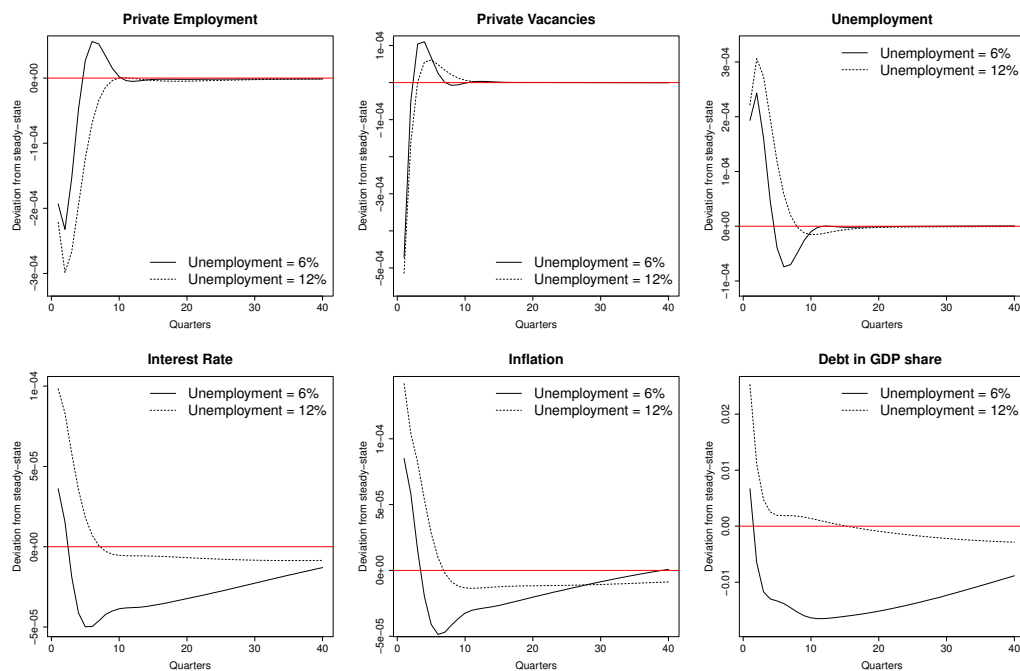 Private Employment
Deviation from steady−state
0e+00
−1e−04
−2e−04
−3e−04
Unemployment = 6%
Unemployment = 12%
0 10 20 30 40
Quarters
Private Vacancies
Deviation from steady−state
1e−04
−1e−04
−3e−04
−5e−04
Unemployment = 6%
Unemployment = 12%
0 10 20 30 40
Quarters
Unemployment
Deviation from steady−state
3e−04
2e−04
1e−04
0e+00
−1e−04
Unemployment = 6%
Unemployment = 12%
0 10 20 30 40
Quarters
Interest Rate
Deviation from steady−state
1e−04
5e−05
0e+00
−5e−05
Unemployment = 6%
Unemployment = 12%
0 10 20 30 40
Quarters
Inflation
Deviation from steady−state
1e−04
5e−05
0e+00
−5e−05
Unemployment = 6%
Unemployment = 12%
0 10 20 30 40
Quarters
Debt in GDP share
Deviation from steady−state
0.02
0.01
0.00
−0.01
Unemployment = 6%
Unemployment = 12%
0 10 20 30 40
Quarters